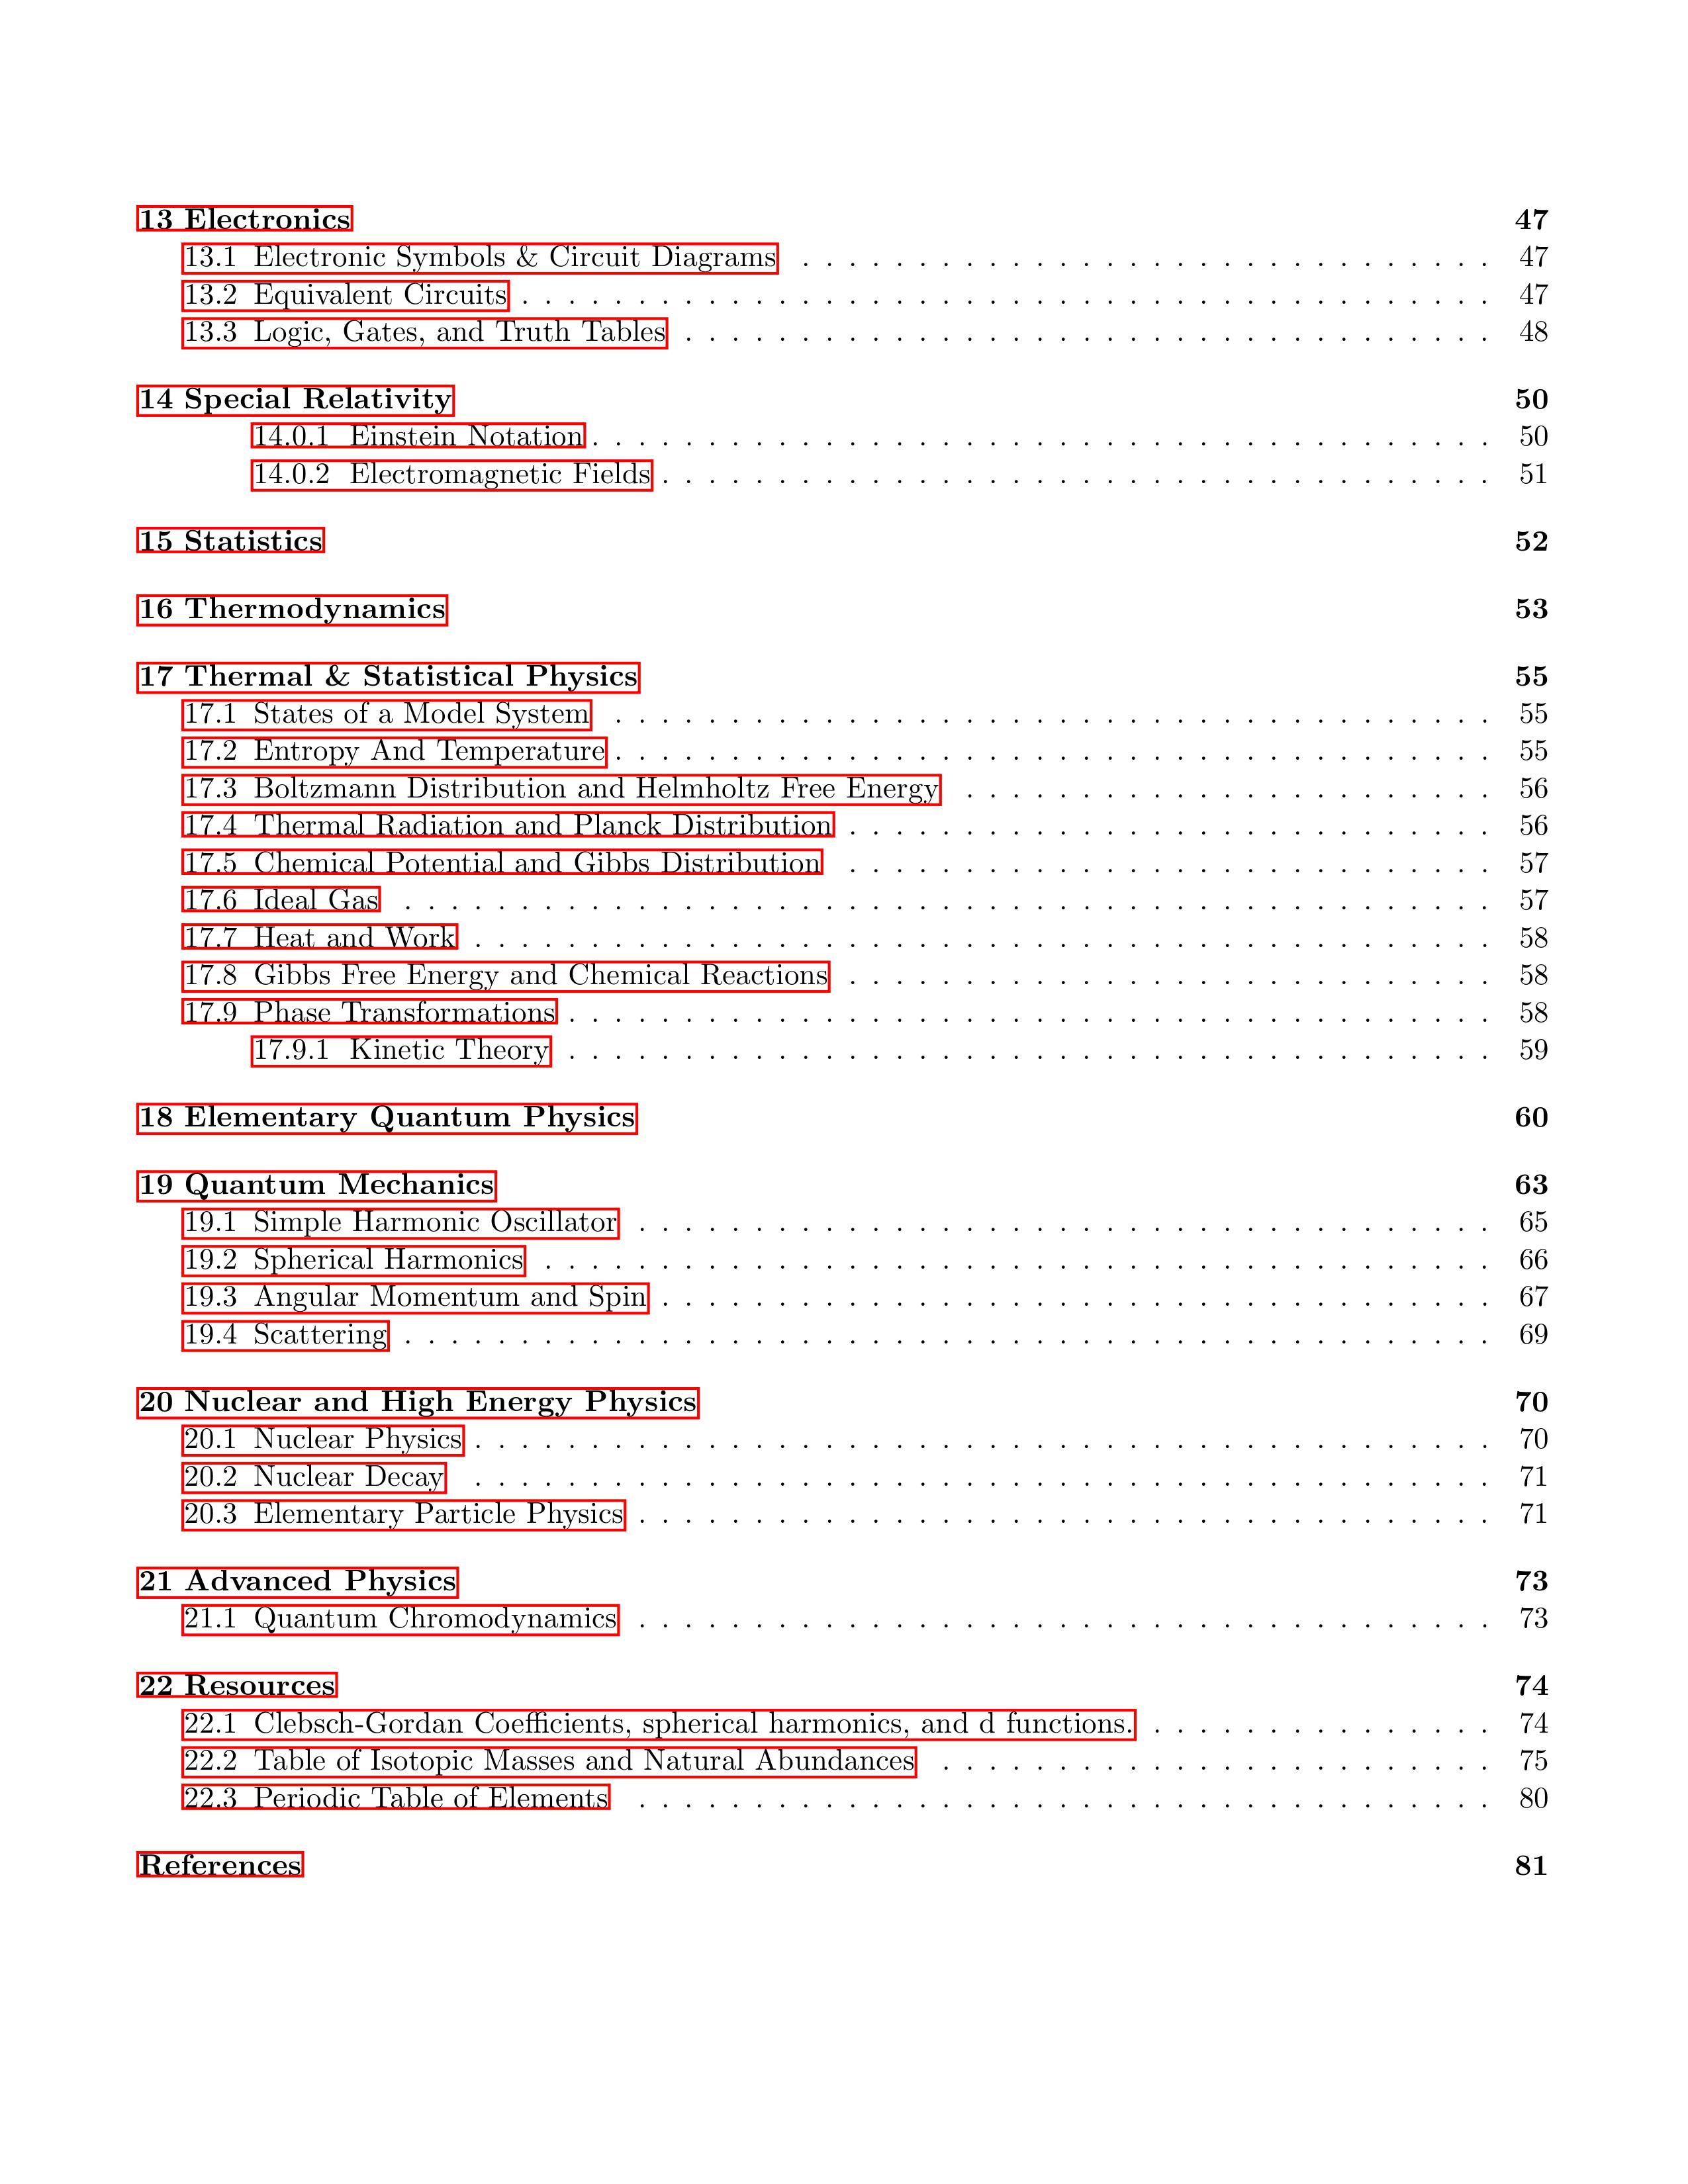 13 Electronics 47
13.1 Electronic Symbols & Circuit Diagrams . . . . . . . . . . . . . . . . . . . . . . . . . . . . . . 47
13.2 Equivalent Circuits . . . . . . . . . . . . . . . . . . . . . . . . . . . . . . . . . . . . . . . . . . 47
13.3 Logic, Gates, and Truth Tables . . . . . . . . . . . . . . . . . . . . . . . . . . . . . . . . . . . 48
14 Special Relativity 50
14.0.1 Einstein Notation . . . . . . . . . . . . . . . . . . . . . . . . . . . . . . . . . . . . . . . 50
14.0.2 Electromagnetic Fields . . . . . . . . . . . . . . . . . . . . . . . . . . . . . . . . . . . . 51
15 Statistics 52
16 Thermodynamics 53
17 Thermal & Statistical Physics 55
17.1 States of a Model System . . . . . . . . . . . . . . . . . . . . . . . . . . . . . . . . . . . . . . 55
17.2 Entropy And Temperature . . . . . . . . . . . . . . . . . . . . . . . . . . . . . . . . . . . . . . 55
17.3 Boltzmann Distribution and Helmholtz Free Energy . . . . . . . . . . . . . . . . . . . . . . . 56
17.4 Thermal Radiation and Planck Distribution . . . . . . . . . . . . . . . . . . . . . . . . . . . . 56
17.5 Chemical Potential and Gibbs Distribution . . . . . . . . . . . . . . . . . . . . . . . . . . . . 57
17.6 Ideal Gas . . . . . . . . . . . . . . . . . . . . . . . . . . . . . . . . . . . . . . . . . . . . . . . 57
17.7 Heat and Work . . . . . . . . . . . . . . . . . . . . . . . . . . . . . . . . . . . . . . . . . . . . 58
17.8 Gibbs Free Energy and Chemical Reactions . . . . . . . . . . . . . . . . . . . . . . . . . . . . 58
17.9 Phase Transformations . . . . . . . . . . . . . . . . . . . . . . . . . . . . . . . . . . . . . . . . 58
17.9.1 Kinetic Theory . . . . . . . . . . . . . . . . . . . . . . . . . . . . . . . . . . . . . . . . 59
18 Elementary Quantum Physics 60
19 Quantum Mechanics 63
19.1 Simple Harmonic Oscillator . . . . . . . . . . . . . . . . . . . . . . . . . . . . . . . . . . . . . 65
19.2 Spherical Harmonics . . . . . . . . . . . . . . . . . . . . . . . . . . . . . . . . . . . . . . . . . 66
19.3 Angular Momentum and Spin . . . . . . . . . . . . . . . . . . . . . . . . . . . . . . . . . . . . 67
19.4 Scattering . . . . . . . . . . . . . . . . . . . . . . . . . . . . . . . . . . . . . . . . . . . . . . . 69
20 Nuclear and High Energy Physics 70
20.1 Nuclear Physics . . . . . . . . . . . . . . . . . . . . . . . . . . . . . . . . . . . . . . . . . . . . 70
20.2 Nuclear Decay . . . . . . . . . . . . . . . . . . . . . . . . . . . . . . . . . . . . . . . . . . . . 71
20.3 Elementary Particle Physics . . . . . . . . . . . . . . . . . . . . . . . . . . . . . . . . . . . . . 71
21 Advanced Physics 73
21.1 Quantum Chromodynamics . . . . . . . . . . . . . . . . . . . . . . . . . . . . . . . . . . . . . 73
22 Resources 74
22.1 Clebsch-Gordan Coefficients, spherical harmonics, and d functions. . . . . . . . . . . . . . . . 74
22.2 Table of Isotopic Masses and Natural Abundances . . . . . . . . . . . . . . . . . . . . . . . . 75
22.3 Periodic Table of Elements . . . . . . . . . . . . . . . . . . . . . . . . . . . . . . . . . . . . . 80
References 81